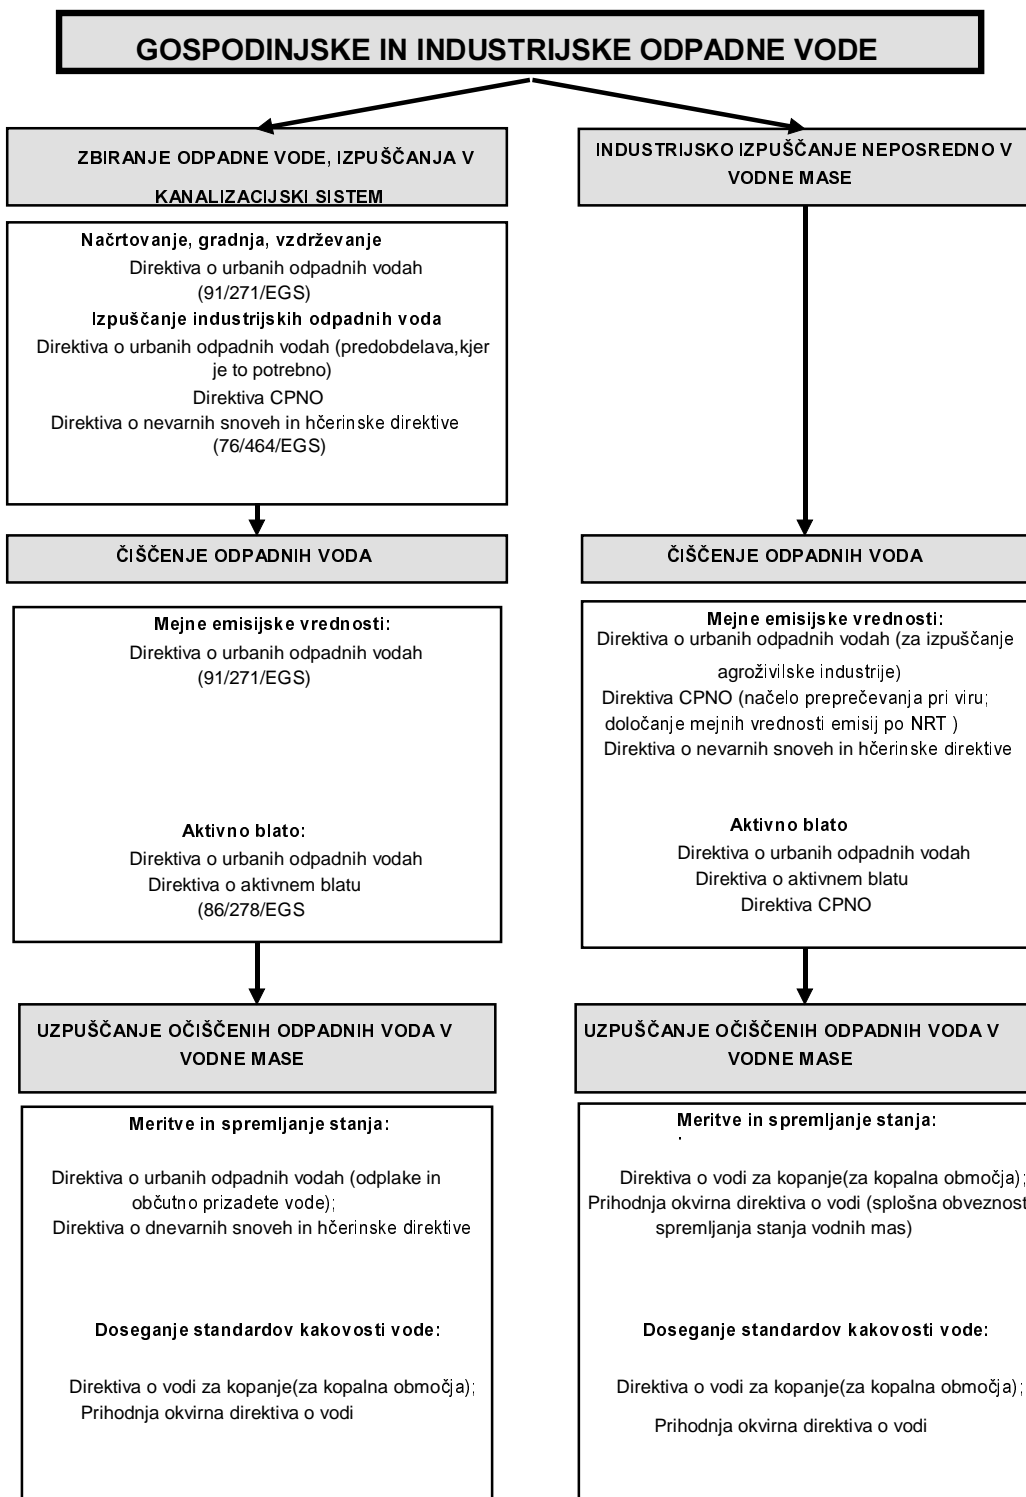 GOSPODINJSKE IN INDUSTRIJSKE ODPADNE VODE
ZBIRANJE ODPADNE VODE, IZPUŠČANJA V
KANALIZACIJSKI SISTEM
Načrtovanje, gradnja, vzdrževanje
Direktiva o urbanih odpadnih vodah
(91/271/EGS)
Izpuščanje industrijskih odpadnih voda
Direktiva o urbanih odpadnih vodah (predobdelava,kjer
je to potrebno)
Direktiva CPNO
Direktiva o nevarnih snoveh in hčerinske direktive
(76/464/EGS)
ČIŠČENJE ODPADNIH VODA
Mejne emisijske vrednosti:
Direktiva o urbanih odpadnih vodah
(91/271/EGS)
Aktivno blato:
Direktiva o urbanih odpadnih vodah
Direktiva o aktivnem blatu
(86/278/EGS
UZPUŠČANJE OČIŠČENIH ODPADNIH VODA V
VODNE MASE
Meritve in spremljanje stanja:
Direktiva o urbanih odpadnih vodah (odplake in
občutno prizadete vode);
Direktiva o dnevarnih snoveh in hčerinske direktive
Doseganje standardov kakovosti vode:
Direktiva o vodi za kopanje(za kopalna območja);
Prihodnja okvirna direktiva o vodi
INDUSTRIJSKO IZPUŠČANJE NEPOSREDNO V
VODNE MASE
ČIŠČENJE ODPADNIH VODA
Mejne emisijske vrednosti:
Direktiva o urbanih odpadnih vodah (za izpuščanje
agroživilske industrije)
Direktiva CPNO (načelo preprečevanja pri viru;
določanje mejnih vrednosti emisij po NRT )
Direktiva o nevarnih snoveh in hčerinske direktive
Aktivno blato
Direktiva o urbanih odpadnih vodah
Direktiva o aktivnem blatu
Direktiva CPNO
UZPUŠČANJE OČIŠČENIH ODPADNIH VODA V
VODNE MASE
Meritve in spremljanje stanja:
.
Direktiva o vodi za kopanje(za kopalna območja);
Prihodnja okvirna direktiva o vodi (splošna obveznost
spremljanja stanja vodnih mas)
Doseganje standardov kakovosti vode:
Direktiva o vodi za kopanje(za kopalna območja);
Prihodnja okvirna direktiva o vodi